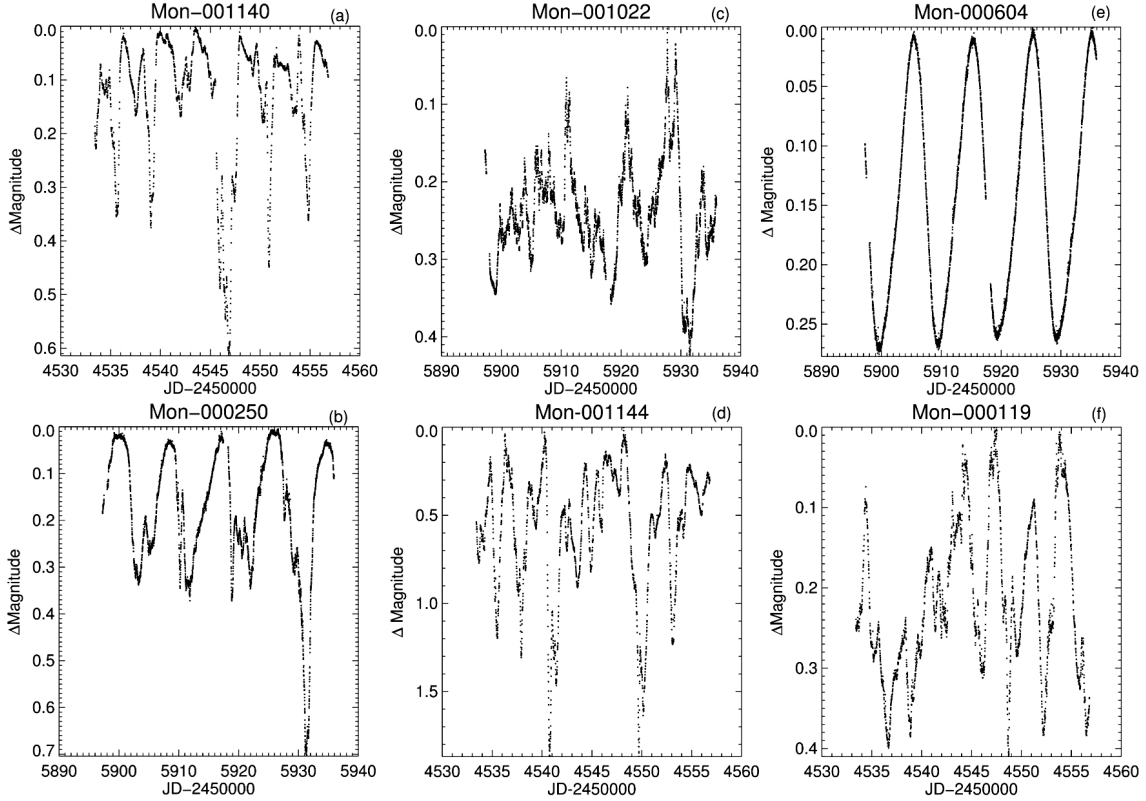 Mon−001140
(a)
0.0
0.1
0.2
0.3
0.4
0.5
0.6
ΔMagnitude
4530 4535 4540 4545 4550 4555 4560
JD-2450000
Mon−001022
(c)
0.1
0.2
0.3
0.4
ΔMagnitude
5890 5900 5910 5920 5930 5940
JD-2450000
Mon-000604
(e)
0.00
0.05
0.10
0.15
0.20
0.25
Δ Magnitude
5890 5900 5910 5920 5930 5940
JD-2450000
Mon-000250
(b)
0.0
0.1
0.2
0.3
0.4
0.5
0.6
0.7
ΔMagnitude
5890 5900 5910 5920 5930 5940
JD-2450000
Mon-001144
(d)
0.0
0.5
1.0
1.5
Δ Magnitude
4530 4535 4540 4545 4550 4555 4560
JD-2450000
Mon-000119
(f)
0.0
0.1
0.2
0.3
0.4
ΔMagnitude
4530 4535 4540 4545 4550 4555 4560
JD-2450000